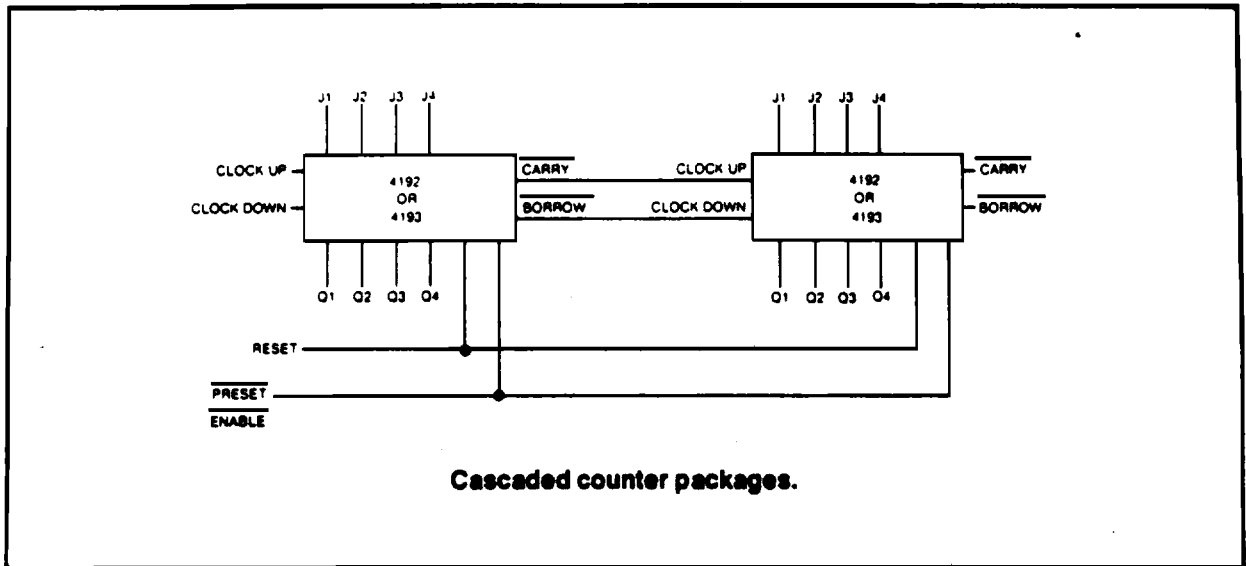 J1 J2 J3 J4 J1 J2 J3 J4
CLOCK UP CARRY CLOCK UP CARRY
4192 4192
OR OR
CLOCK DOWN BORROW CLOCK DOWN BORROW
4193 4193
Q1 Q2 Q3 Q4 Q1 Q2 Q3 Q4
RESET
PRESET
ENABLE
Cascaded counter packages.